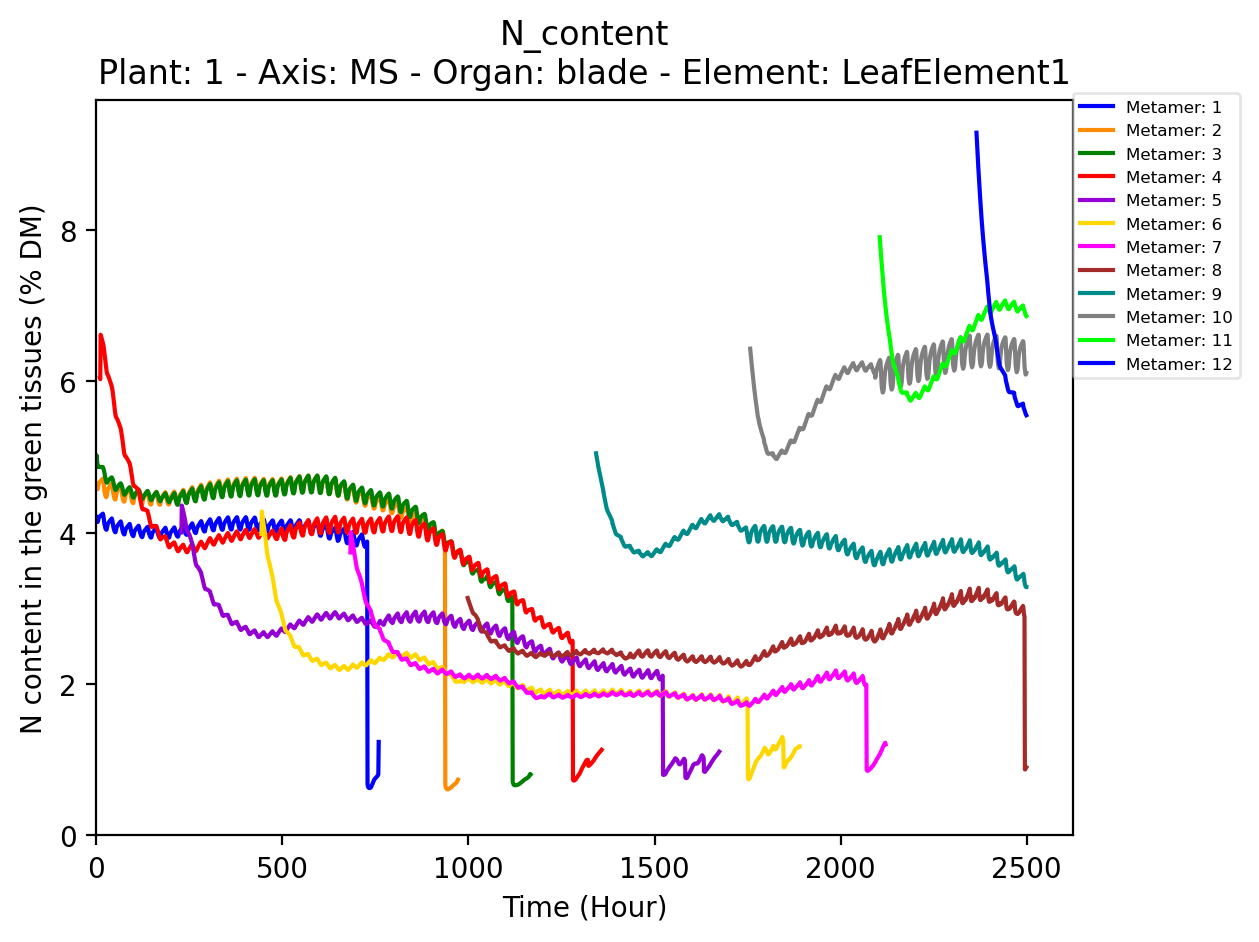 N_content
Plant: 1 - Axis: MS - Organ: blade - Element: LeafElement1
N content in the green tissues (% DM)
8
6
4
2
0
0 500 1000 1500 2000 2500
Time (Hour)
Metamer: 1
Metamer: 2
Metamer: 3
Metamer: 4
Metamer: 5
Metamer: 6
Metamer: 7
Metamer: 8
Metamer: 9
Metamer: 10
Metamer: 11
Metamer: 12